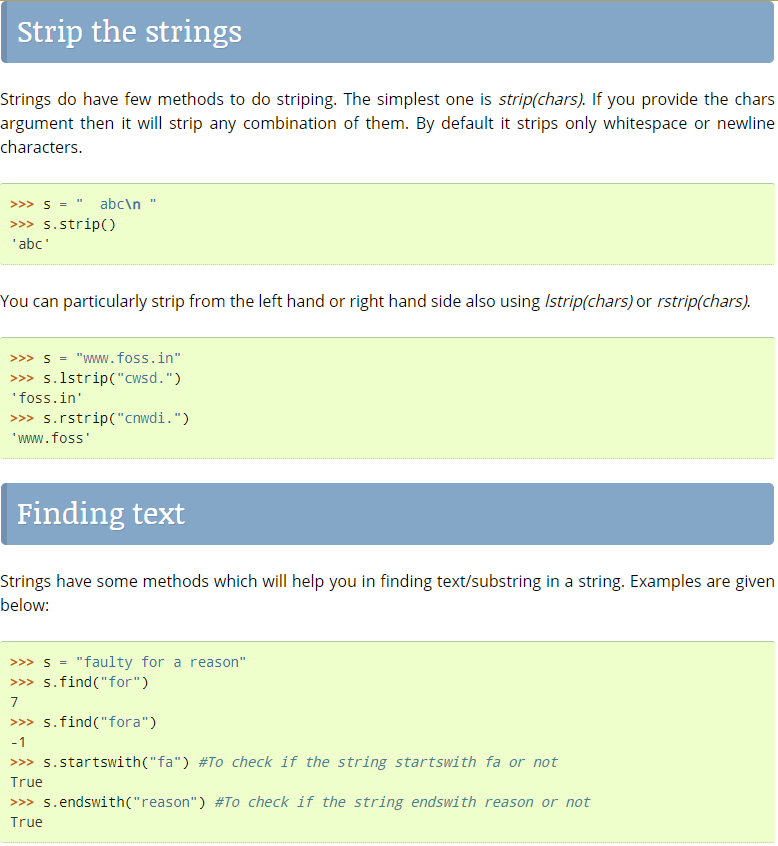 Strip the strings
Strings do have few methods to do striping. The simplest one is strip(chars). If you provide the chars
argument then it will strip any combination of them. By default it strips only whitespace or newline
characters.
>>> s = "  abc\n "
>>> s.strip()
'abc'
You can particularly strip from the left hand or right hand side also using lstrip(chars) or rstrip(chars).
>>> s = "www.foss.in"
>>> s.lstrip("cwsd.")
'foss.in'
>>> s.rstrip("cnwdi.")
'www.foss'
Finding text
Strings have some methods which will help you in finding text/substring in a string. Examples are given
below:
>>> s = "faulty for a reason"
>>> s.find("for")
7
>>> s.find("fora")
-1
>>> s.startswith("fa") #To check if the string startswith fa or not
True
>>> s.endswith("reason") #To check if the string endswith reason or not
True